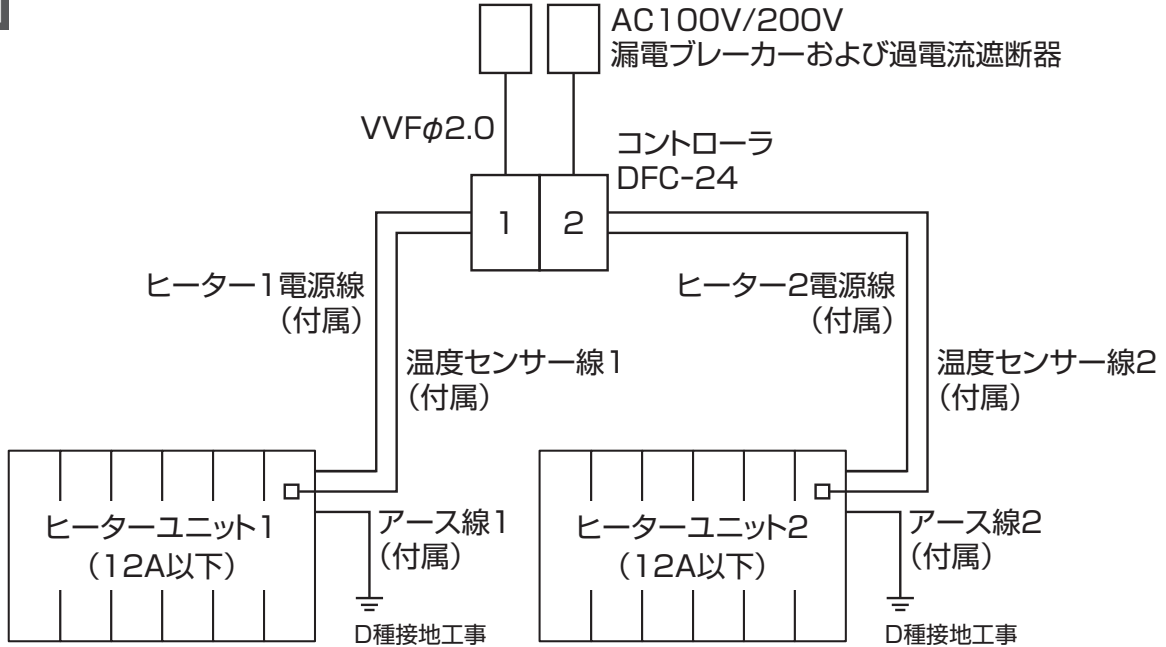 AC100V/200V
漏電ブレーカーおよび過電流遮断器
VVFφ2.0
コントローラ
DFC-24
1
2
ヒーター1電源線
（付属）
ヒーター2電源線
（付属）
温度センサー線1
（付属）
温度センサー線2
（付属）
ヒーターユニット1
（12A以下）
アース線1
（付属）
ヒーターユニット2
（12A以下）
アース線2
（付属）
D種接地工事
D種接地工事